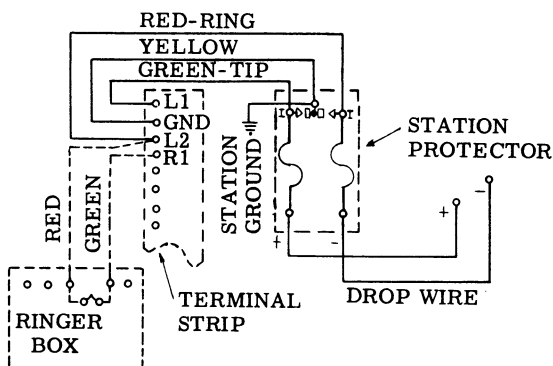 RED-RING
YELLOW
GREEN-TIP
L1
GND
L2
R1
STATION
GROUND
STATION
PROTECTOR
RED
GREEN
+
-
+
-
DROP WIRE
TERMINAL
STRIP
RINGER
BOX